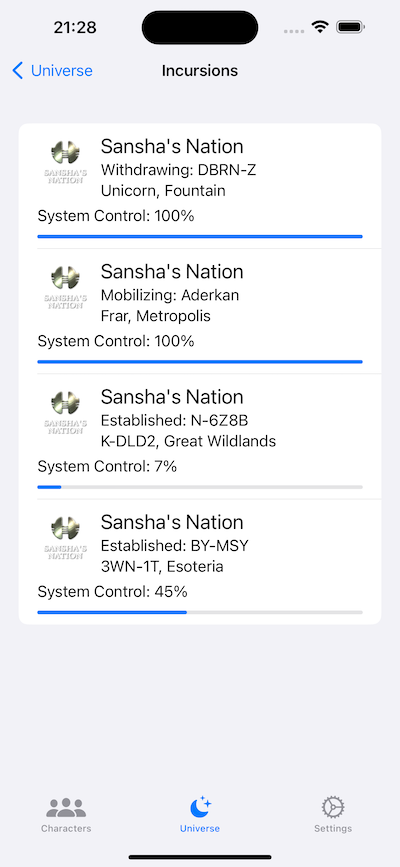 21:28
Universe
Incursions
Sansha's Nation
Withdrawing: DBRN-Z
Unicorn, Fountain
SANSHA'S
NATION
System Control: 100%
Sansha's Nation
Mobilizing: Aderkan
Frar, Metropolis
SANSHA'S
NATION
System Control: 100%
Sansha's Nation
Established: N-6Z8B
K-DLD2, Great Wildlands
SANSHA'S
NATION
System Control: 7%
Sansha's Nation
Established: BY-MSY
3WN-1T, Esoteria
SANSHA'S
NATION
System Control: 45%
Characters
Universe
Settings